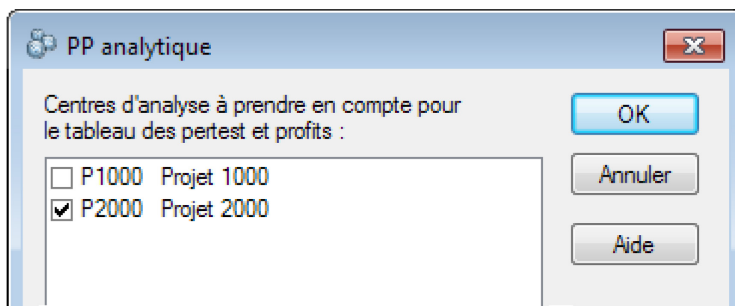 PP analytique
Centres d'analyse à prendre en compte pour
le tableau des pertest et profits :
OK
P1000 Projet 1000
Annuler
P2000 Projet 2000
Aide